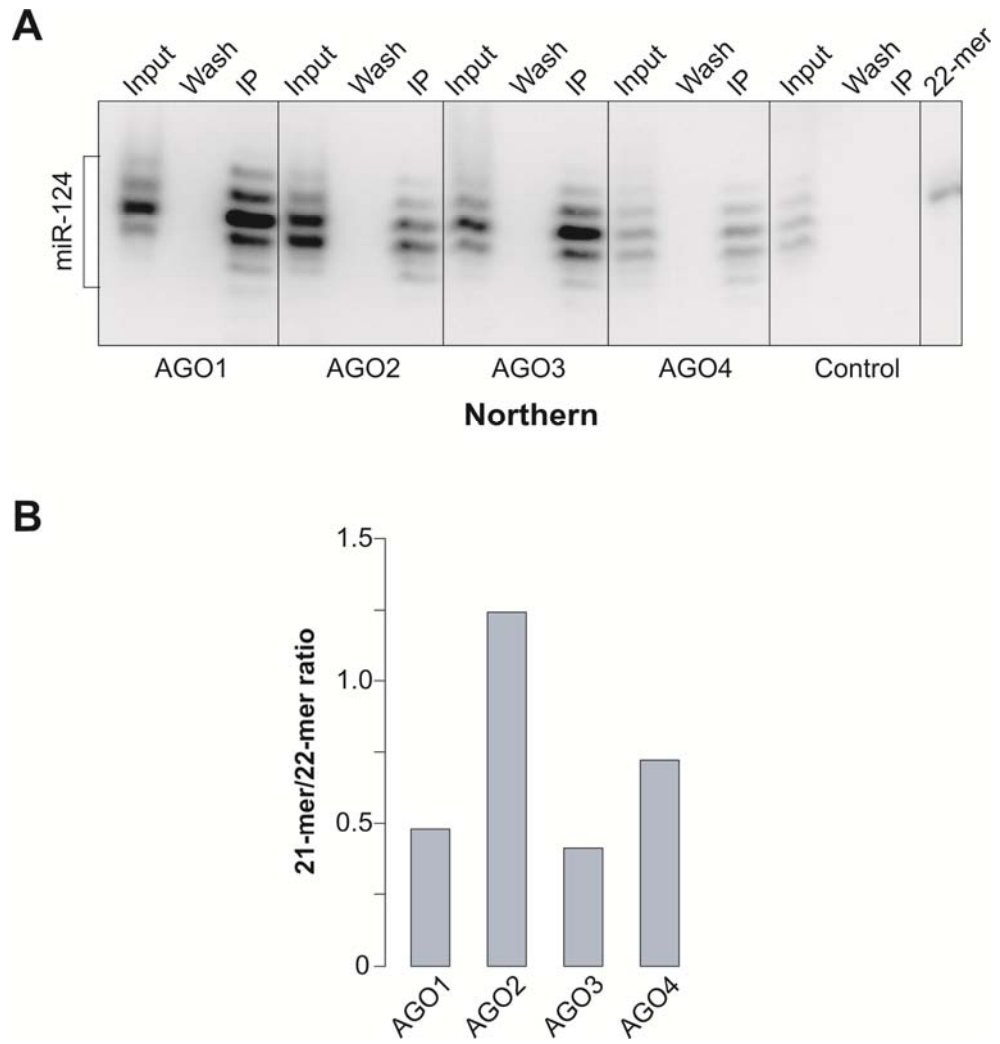 A
Input Wash IP Input Wash IP Input Wash IP Input Wash IP Input Wash IP 22-mer
miR-124
AGO1 AGO2 AGO3 AGO4 Control
Northern
B
1.5
1.0
0.5
0
21-mer/22-mer ratio
AGO1 AGO2 AGO3 AGO4